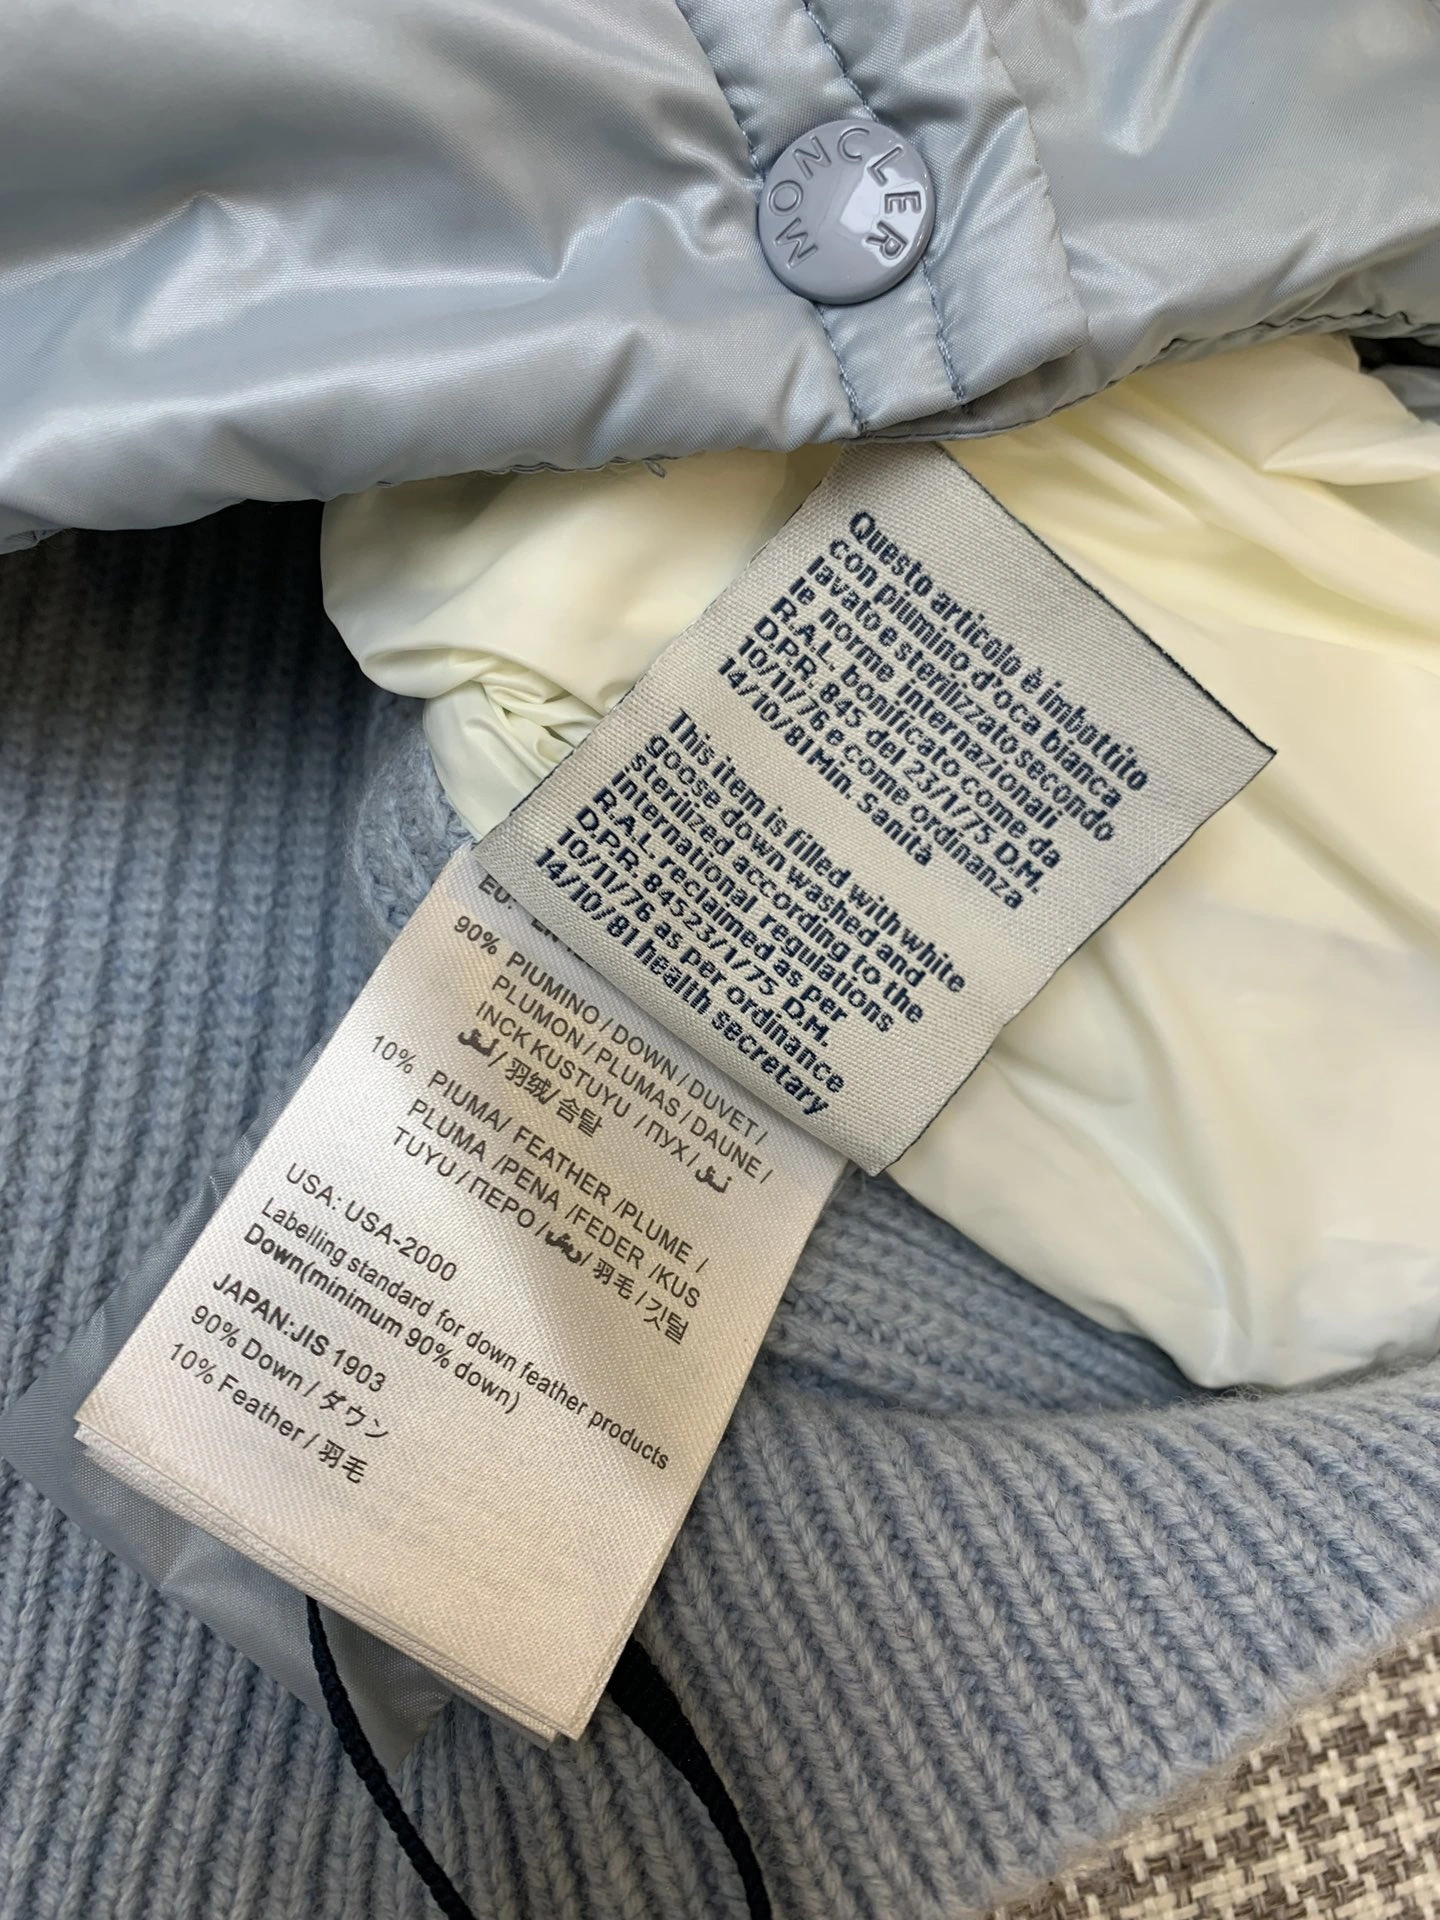 MONCLER
Questo articolo è imbottito
con piumino d'oca bianca
lavato e sterilizzato secondo
le norme internazionali
R.A.L. bonificato come da
D.P.R. 845 del 23/1/75 D.M.
10/11/76 e come ordinanza
14/10/81 Min. Sanità
This item is filled with white
goose down washed and
sterilized according to the
international regulations
R.A.L. reclaimed as per
D.P.R. 84523/1/75 D.M.
10/11/76 as per ordinance
14/10/81 health secretary
EU: EN
90% PIUMINO / DOWN / DUVET /
PLUMON / PLUMAS / DAUNE /
INCK KUSTUYU / ПУХ /
/ 羽绒/ 솜털
10% PIUMA/ FEATHER /PLUME /
PLUMA /PENA /FEDER /KUS
TUYU / ПЕРО / ريش/ 羽毛 / 깃털
USA: USA-2000
Labelling standard for down feather products
Down(minimum 90% down)
JAPAN:JIS 1903
90% Down / ダウン
10% Feather / 羽毛